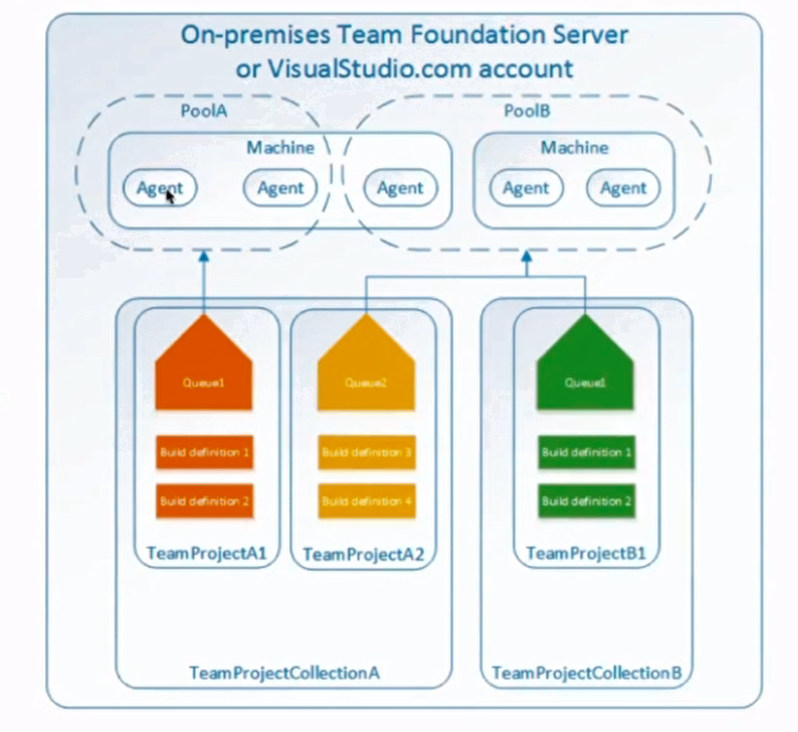 On-premises Team Foundation Server
or VisualStudio.com account
PoolA
PoolB
Machine
Machine
Agent
Agent
Agent
Agent
Agent
Queue1
Queue2
Queue1
Build definition 1
Build definition 3
Build definition 1
Build definition 2
Build definition 4
Build definition 2
TeamProjectA1
TeamProjectA2
TeamProjectB1
TeamProjectCollectionA
TeamProjectCollectionB